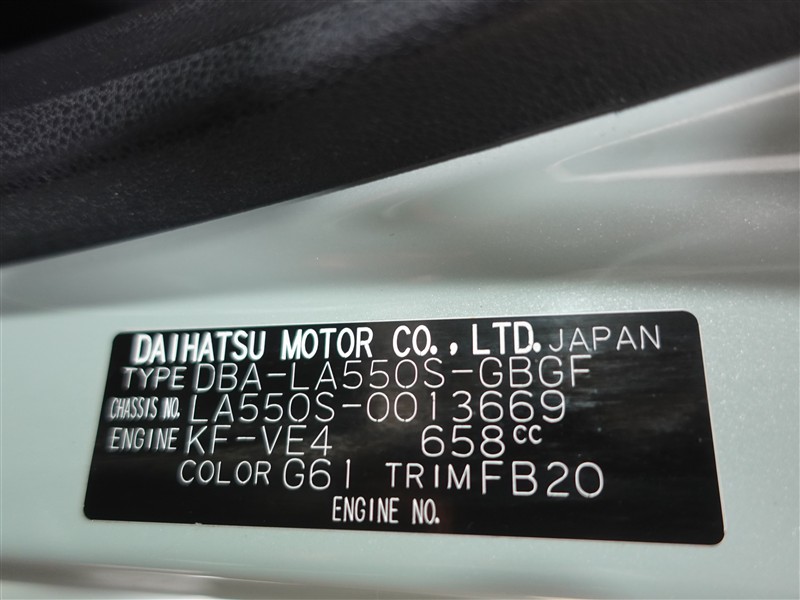 DAIHATSU MOTOR CO., LTD. JAPAN
TYPE DBA-LA550S-GBGF
CHASSIS NO. LA550S-0013669
ENGINE KF-VE4 658cc
COLOR G61 TRIM FB20
ENGINE NO.